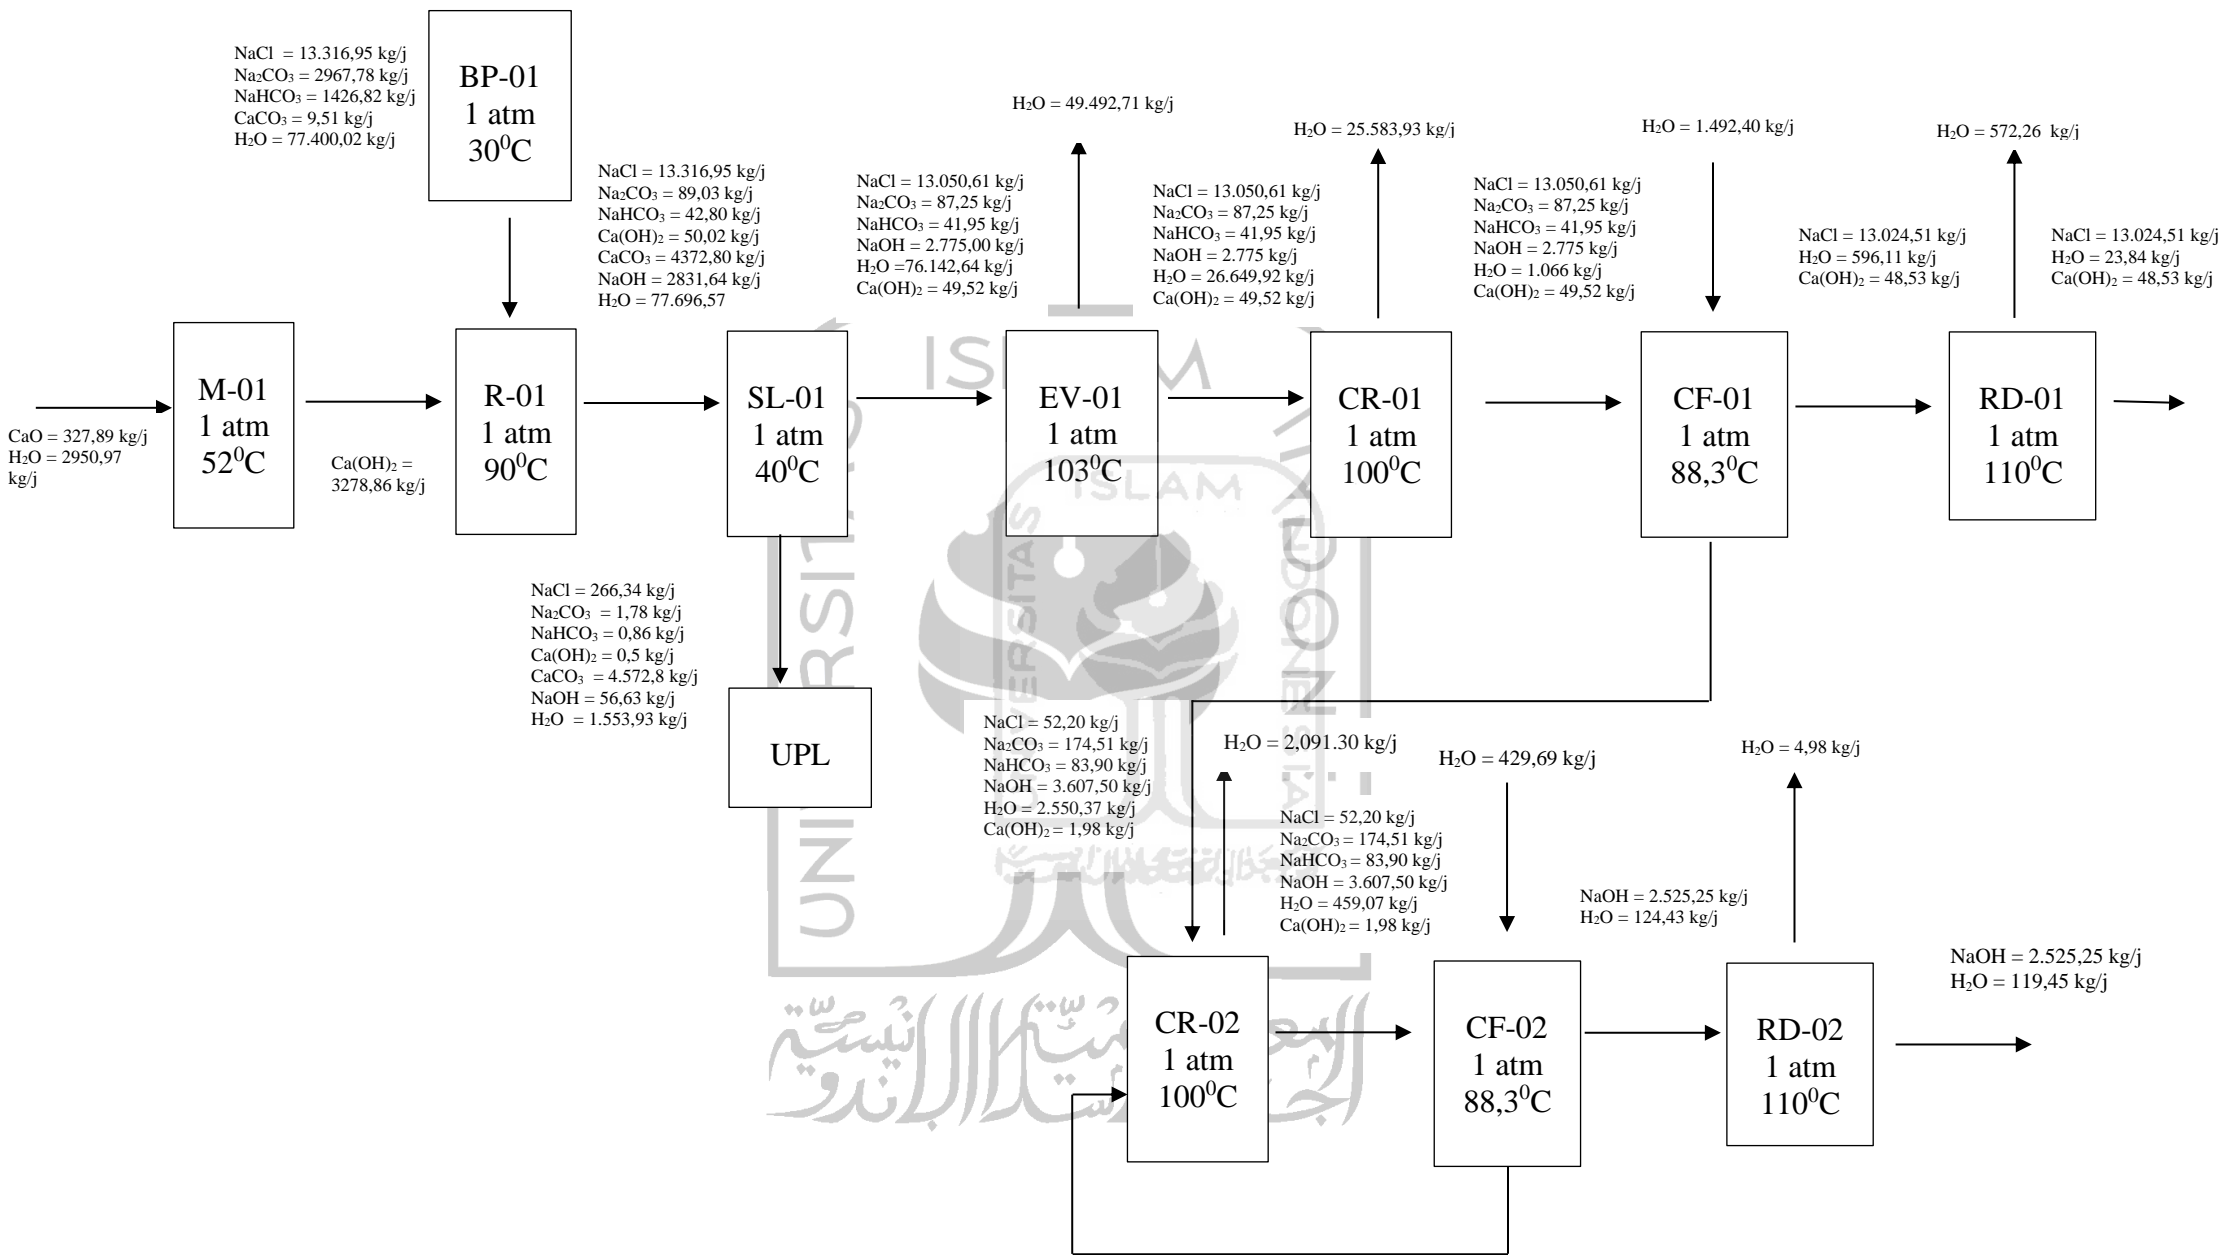 NaCl = 13.316,95 kg/j
Na₂CO₃ = 2967,78 kg/j
NaHCO₃ = 1426,82 kg/j
CaCO₃ = 9,51 kg/j
H₂O = 77.400,02 kg/j
BP-01
1 atm
30⁰C
NaCl = 13.316,95 kg/j
Na₂CO₃ = 89,03 kg/j
NaHCO₃ = 42,80 kg/j
Ca(OH)₂ = 50,02 kg/j
CaCO₃ = 4372,80 kg/j
NaOH = 2831,64 kg/j
H₂O = 77.696,57
NaCl = 13.050,61 kg/j
Na₂CO₃ = 87,25 kg/j
NaHCO₃ = 41,95 kg/j
NaOH = 2.775,00 kg/j
H₂O =76.142,64 kg/j
Ca(OH)₂ = 49,52 kg/j
H₂O = 49.492,71 kg/j
NaCl = 13.050,61 kg/j
Na₂CO₃ = 87,25 kg/j
NaHCO₃ = 41,95 kg/j
NaOH = 2.775 kg/j
H₂O = 26.649,92 kg/j
Ca(OH)₂ = 49,52 kg/j
H₂O = 25.583,93 kg/j
NaCl = 13.050,61 kg/j
Na₂CO₃ = 87,25 kg/j
NaHCO₃ = 41,95 kg/j
NaOH = 2.775 kg/j
H₂O = 1.066 kg/j
Ca(OH)₂ = 49,52 kg/j
H₂O = 1.492,40 kg/j
NaCl = 13.024,51 kg/j
H₂O = 596,11 kg/j
Ca(OH)₂ = 48,53 kg/j
H₂O = 572,26 kg/j
NaCl = 13.024,51 kg/j
H₂O = 23,84 kg/j
Ca(OH)₂ = 48,53 kg/j
CaO = 327,89 kg/j
H₂O = 2950,97
kg/j
M-01
1 atm
52⁰C
Ca(OH)₂ =
3278,86 kg/j
R-01
1 atm
90⁰C
SL-01
1 atm
40⁰C
EV-01
1 atm
103⁰C
CR-01
1 atm
100⁰C
CF-01
1 atm
88,3⁰C
RD-01
1 atm
110⁰C
NaCl = 266,34 kg/j
Na₂CO₃ = 1,78 kg/j
NaHCO₃ = 0,86 kg/j
Ca(OH)₂ = 0,5 kg/j
CaCO₃ = 4.572,8 kg/j
NaOH = 56,63 kg/j
H₂O = 1.553,93 kg/j
UPL
NaCl = 52,20 kg/j
Na₂CO₃ = 174,51 kg/j
NaHCO₃ = 83,90 kg/j
NaOH = 3.607,50 kg/j
H₂O = 2.550,37 kg/j
Ca(OH)₂ = 1,98 kg/j
H₂O = 2,091.30 kg/j
NaCl = 52,20 kg/j
Na₂CO₃ = 174,51 kg/j
NaHCO₃ = 83,90 kg/j
NaOH = 3.607,50 kg/j
H₂O = 459,07 kg/j
Ca(OH)₂ = 1,98 kg/j
H₂O = 429,69 kg/j
NaOH = 2.525,25 kg/j
H₂O = 124,43 kg/j
H₂O = 4,98 kg/j
NaOH = 2.525,25 kg/j
H₂O = 119,45 kg/j
CR-02
1 atm
100⁰C
CF-02
1 atm
88,3⁰C
RD-02
1 atm
110⁰C
ISLAM
UNIVERSITAS
INDONESIA